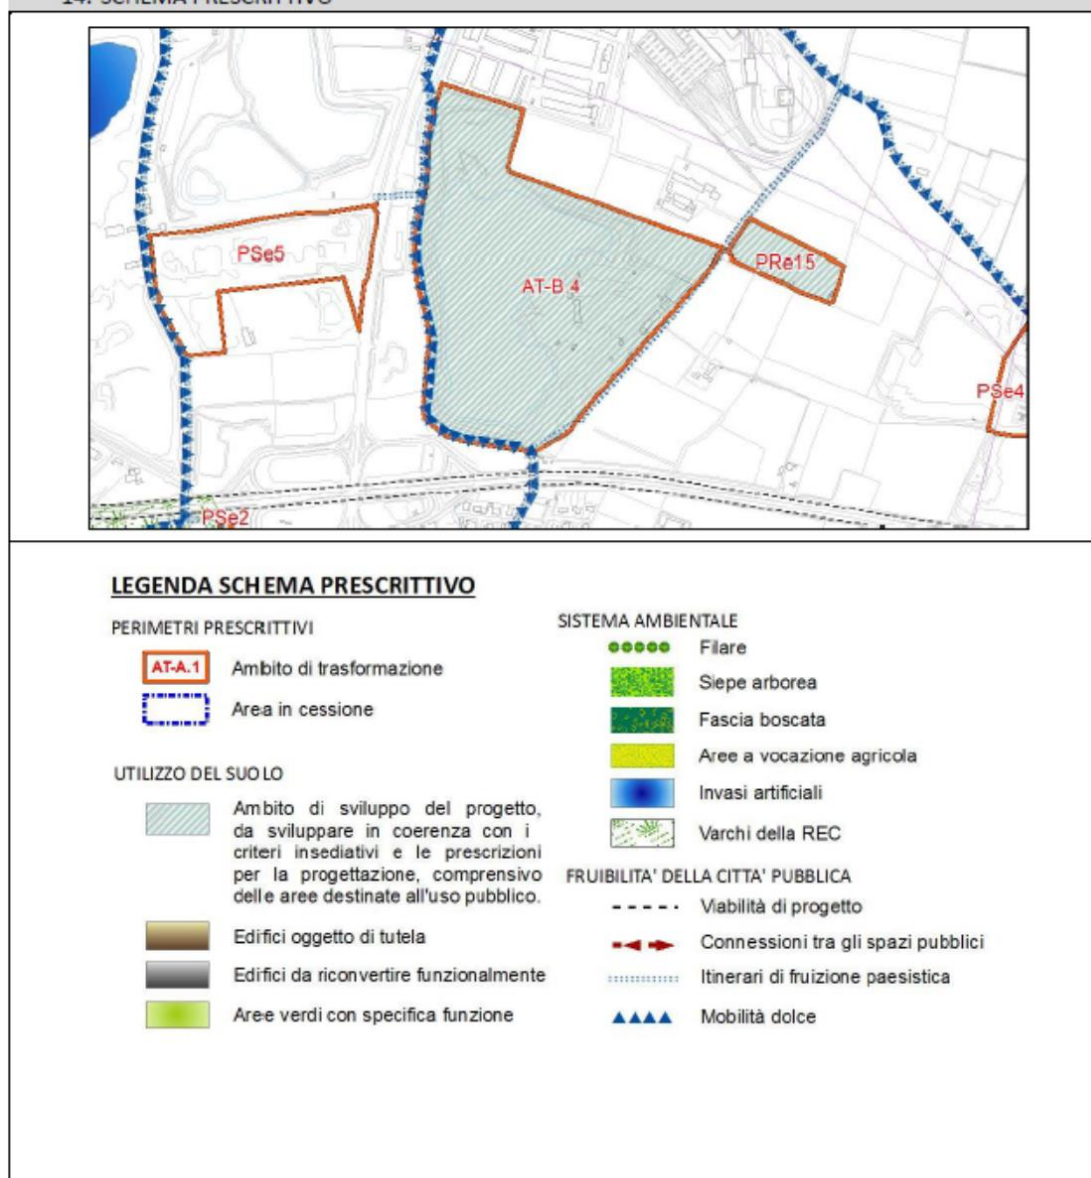 14. SCHEMA PRESCRITTIVO
PSe5
AT-B.4
PRe15
PSe4
PSe2
LEGENDA SCHEMA PRESCRITTIVO
PERIMETRI PRESCRITTIVI
AT-A.1
Ambito di trasformazione
Area in cessione
UTILIZZO DEL SUOLO
Ambito di sviluppo del progetto,
da sviluppare in coerenza con i
criteri insediativi e le prescrizioni
per la progettazione, comprensivo
delle aree destinate all'uso pubblico.
Edifici oggetto di tutela
Edifici da riconvertire funzionalmente
Aree verdi con specifica funzione
SISTEMA AMBIENTALE
Filare
Siepe arborea
Fascia boscata
Aree a vocazione agricola
Invasi artificiali
Varchi della REC
FRUIBILITA' DELLA CITTA' PUBBLICA
Viabilità di progetto
Connessioni tra gli spazi pubblici
Itinerari di fruizione paesistica
Mobilità dolce